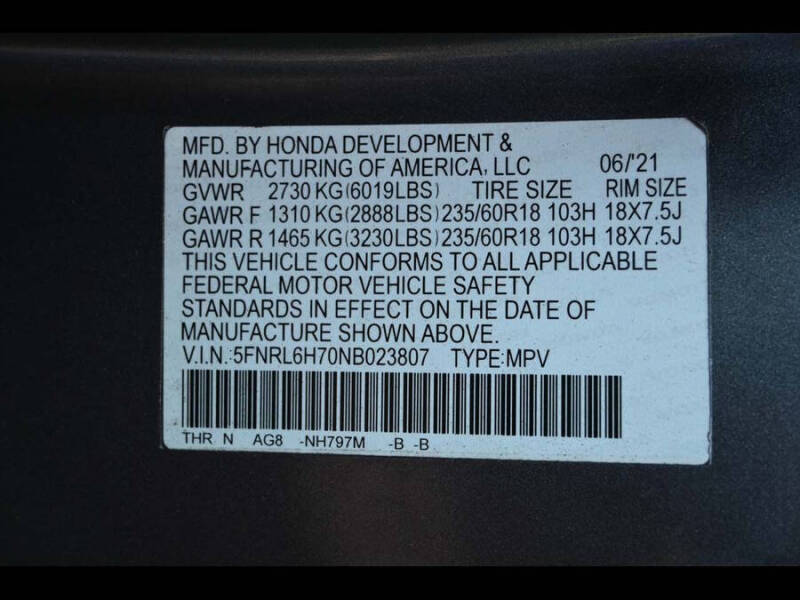 MFD. BY HONDA DEVELOPMENT &
MANUFACTURING OF AMERICA, LLC 06/'21
GVWR 2730 KG(6019LBS) TIRE SIZE RIM SIZE
GAWR F 1310 KG(2888LBS) 235/60R18 103H 18X7.5J
GAWR R 1465 KG(3230LBS) 235/60R18 103H 18X7.5J
THIS VEHICLE CONFORMS TO ALL APPLICABLE
FEDERAL MOTOR VEHICLE SAFETY
STANDARDS IN EFFECT ON THE DATE OF
MANUFACTURE SHOWN ABOVE.
V.I.N.:5FNRL6H70NB023807 TYPE:MPV
THR N AG8 -NH797M -B -B